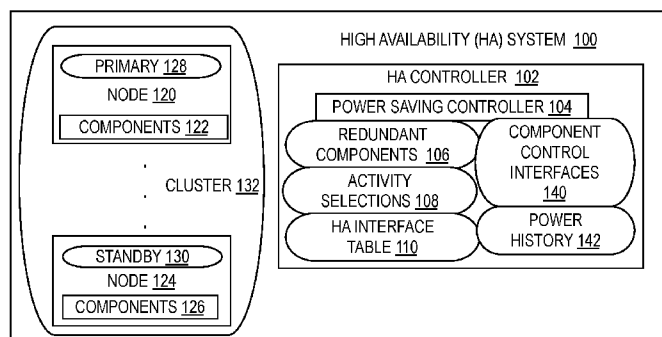 HIGH AVAILABILITY (HA) SYSTEM 100
PRIMARY 128
NODE 120
COMPONENTS 122
.
.
.
CLUSTER 132
STANDBY 130
NODE 124
COMPONENTS 126
HA CONTROLLER 102
POWER SAVING CONTROLLER 104
REDUNDANT
COMPONENTS 106
ACTIVITY
SELECTIONS 108
HA INTERFACE
TABLE 110
COMPONENT
CONTROL
INTERFACES
140
POWER
HISTORY 142